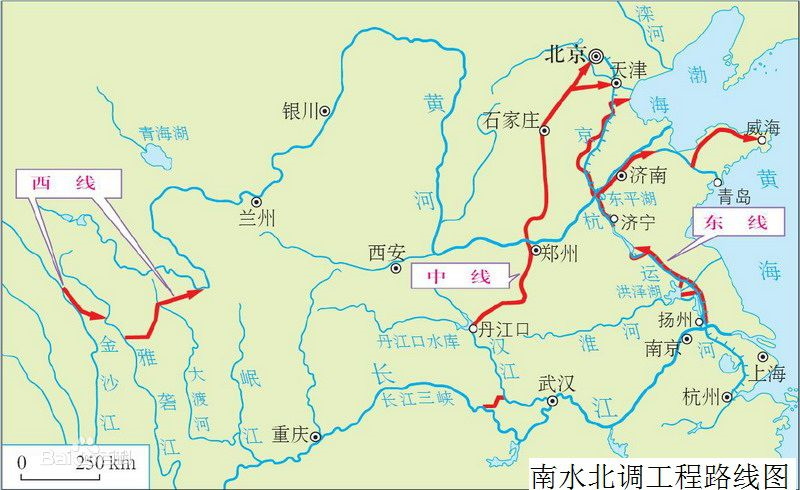 滦河
北京
天津
渤海
银川
黄河
石家庄
京杭运河
威海
青海湖
西 线
济南
青岛
黄海
兰州
东平湖
济宁
东 线
西安
郑州
中 线
洪泽湖
丹江口
扬州
丹江口水库
汉江
淮河
南京
上海
金沙江
雅砻江
大渡河
岷江
长江
长江三峡
武汉
杭州
重庆
Bai百科
0 250 km
南水北调工程路线图